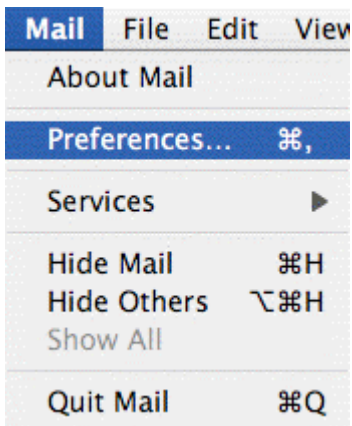 Mail File Edit View
About Mail
Preferences... ⌘,
Services ▶
Hide Mail ⌘H
Hide Others ⌥⌘H
Show All
Quit Mail ⌘Q